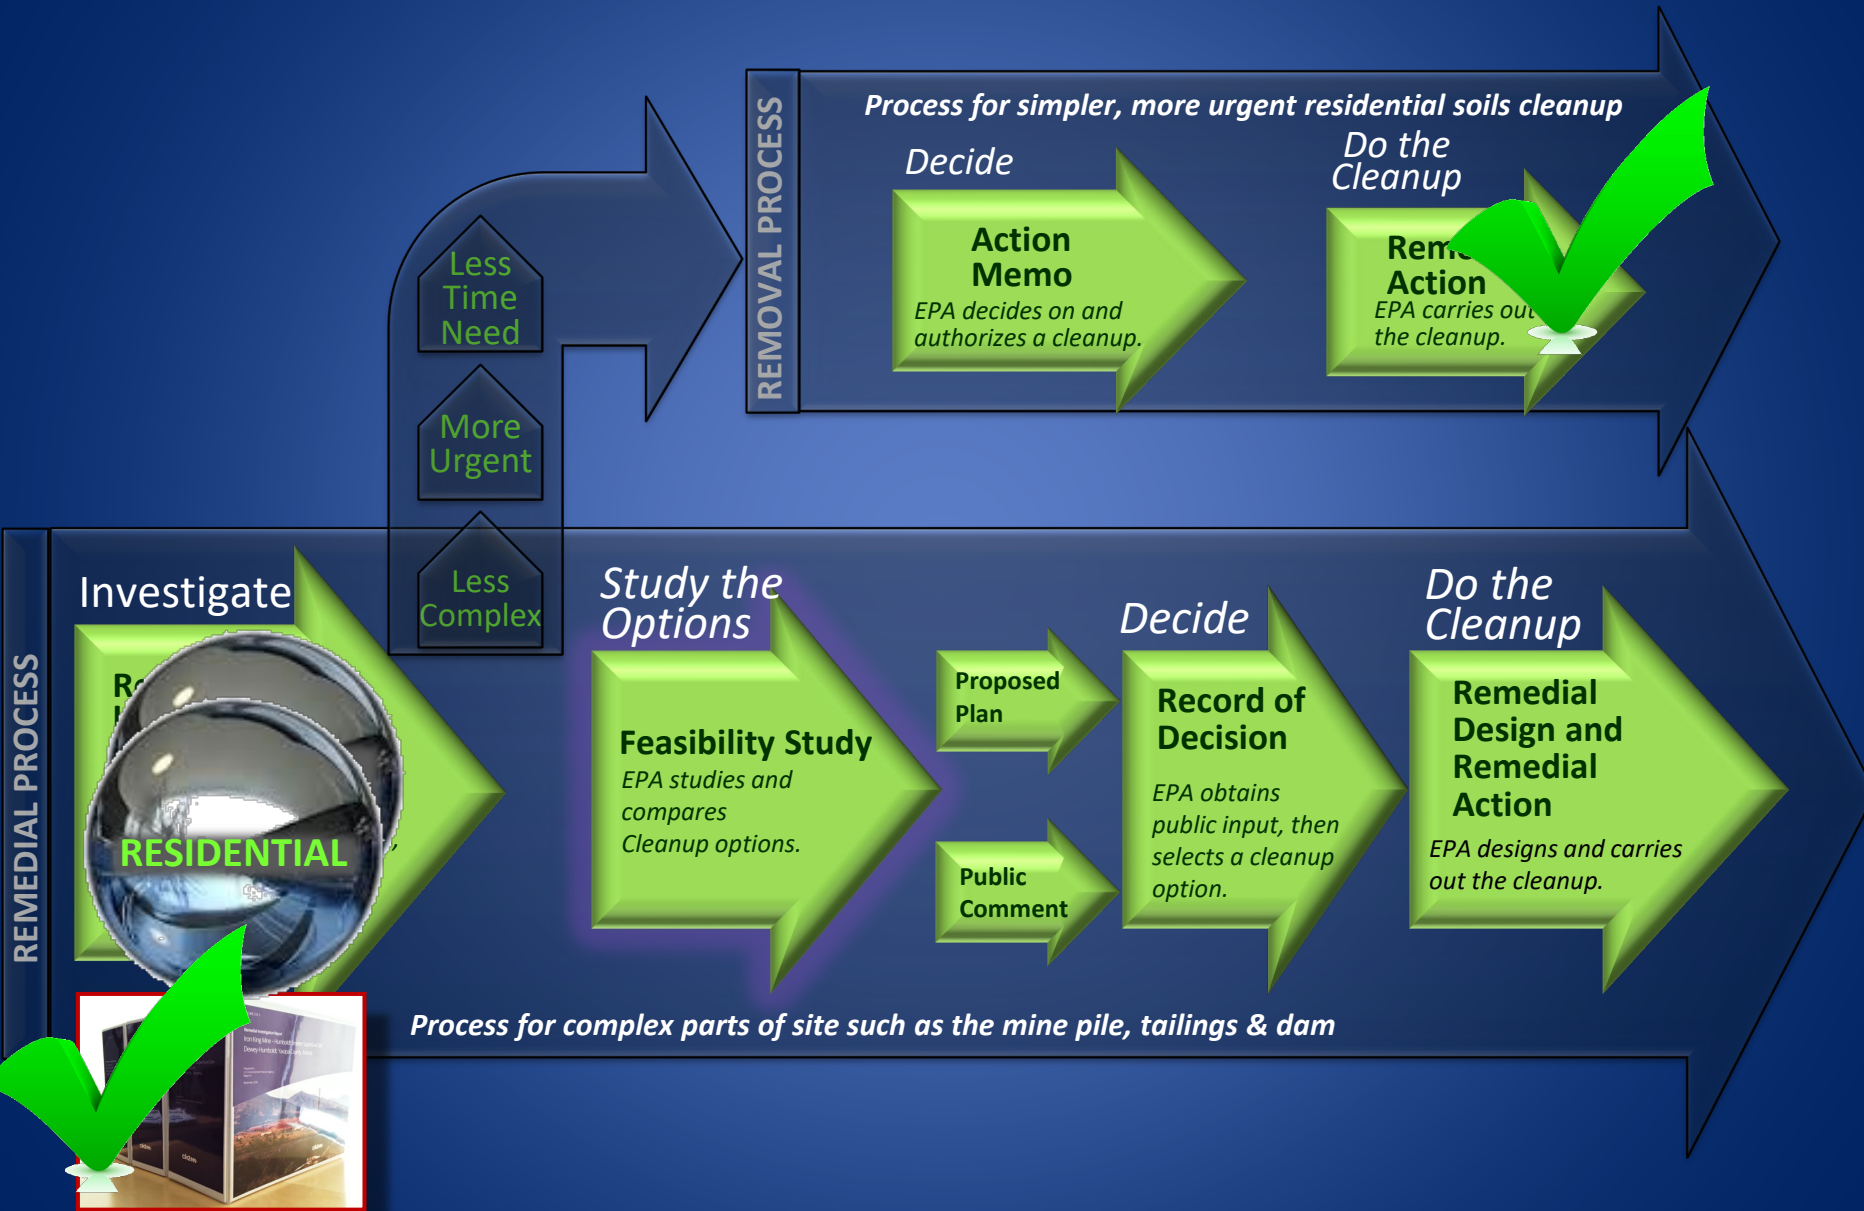 Process for simpler, more urgent residential soils cleanup
REMOVAL PROCESS
Decide
Action
Memo
EPA decides on and
authorizes a cleanup.
Do the
Cleanup
Action
EPA carries out
the cleanup.
Less
Time
Need
More
Urgent
Less
Complex
REMEDIAL PROCESS
Investigate
RESIDENTIAL
Study the
Options
Feasibility Study
EPA studies and
compares
Cleanup options.
Proposed
Plan
Public
Comment
Decide
Record of
Decision
EPA obtains
public input, then
selects a cleanup
option.
Do the
Cleanup
Remedial
Design and
Remedial
Action
EPA designs and carries
out the cleanup.
Process for complex parts of site such as the mine pile, tailings & dam